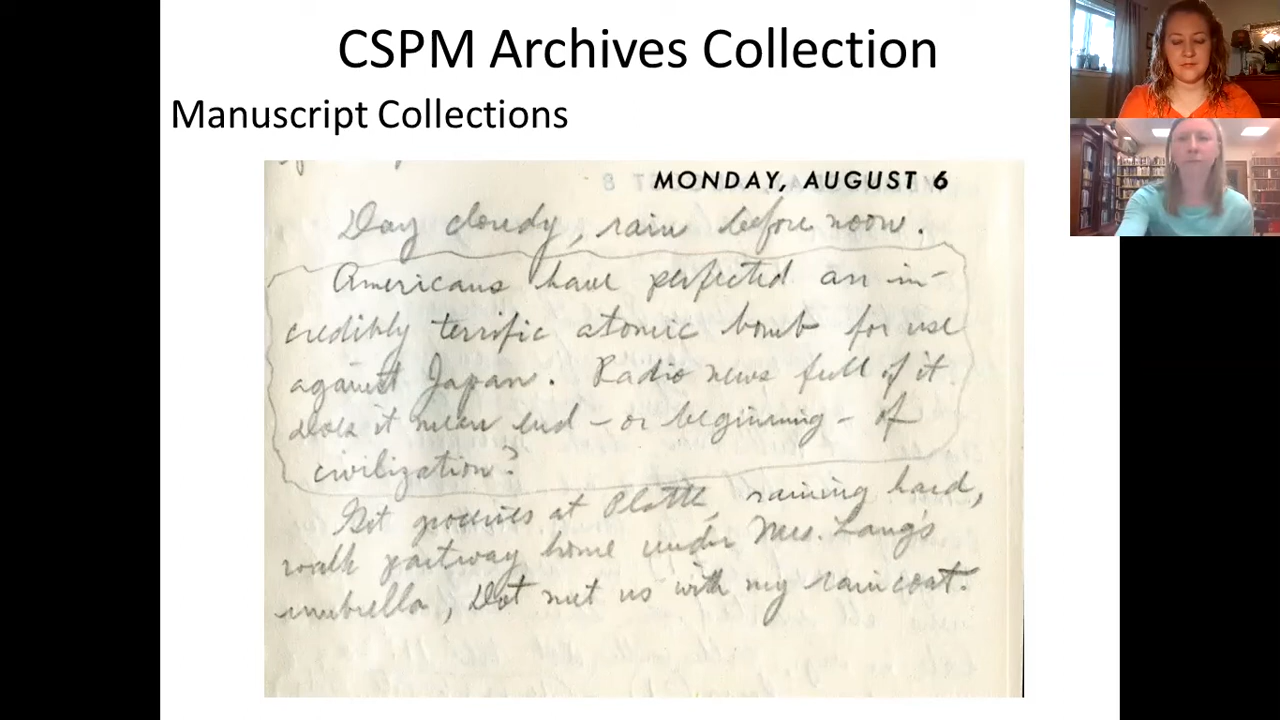 CSPM Archives Collection
Manuscript Collections
MONDAY, AUGUST 6
Day cloudy, rain before noon.
Americans have perfected an in-
credibly terrific atomic bomb for use
against Japan. Radio news full of it
Does it mean end - or beginning - of
civilization?
Get groceries at Platte, raining hard,
walk partway home under Mrs. Lang's
umbrella, Dot met us with my raincoat.